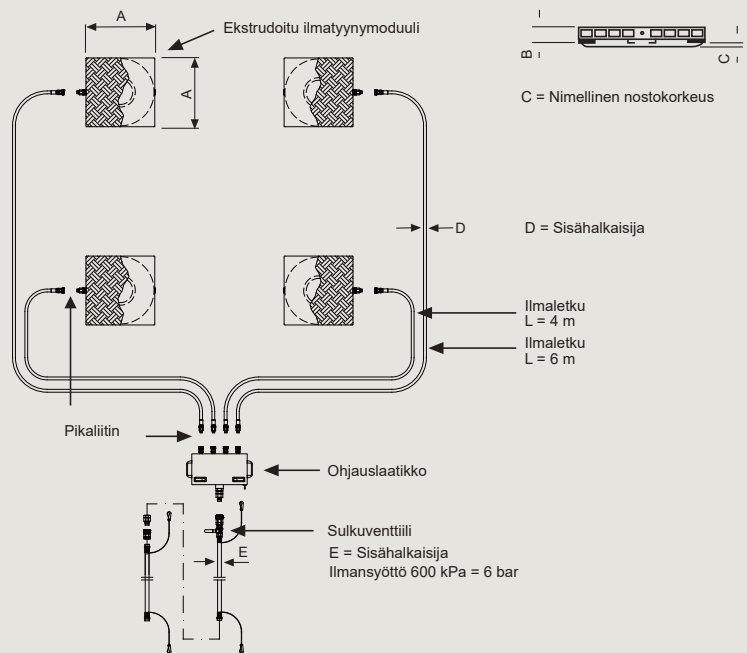 A
Ekstrudoitu ilmatyynymoduuli
A
B
C
C = Nimellinen nostokorkeus
D
D = Sisähalkaisija
Ilmaletku
L = 4 m
Ilmaletku
L = 6 m
Pikaliitin
Ohjauslaatikko
Sulkuventtiili
E
E = Sisähalkaisija
Ilmansyöttö 600 kPa = 6 bar